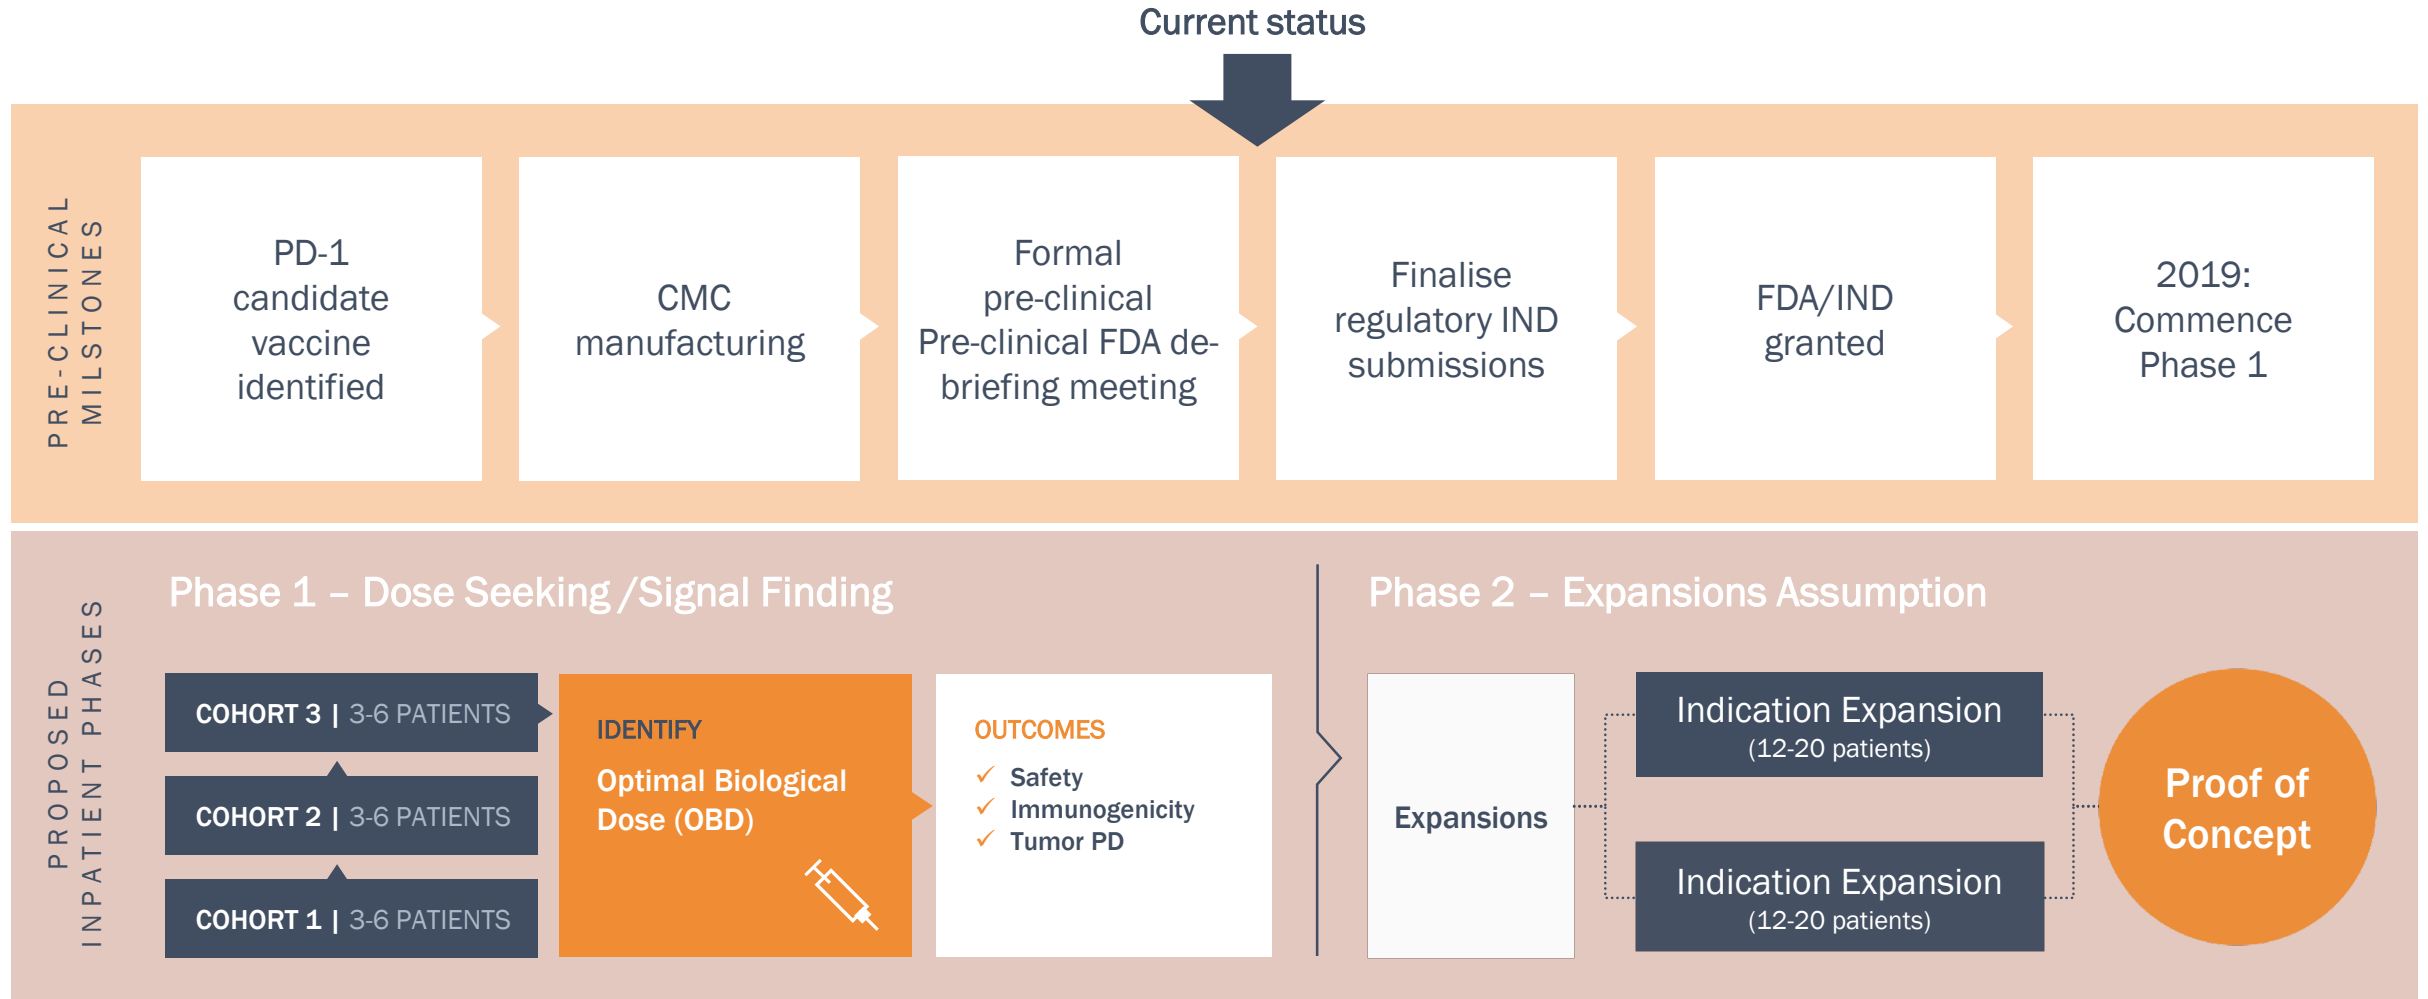 Current status
PRE-CLINICAL
MILSTONES
PD-1
candidate
vaccine
identified
CMC
manufacturing
Formal
pre-clinical
Pre-clinical FDA de-
briefing meeting
Finalise
regulatory IND
submissions
FDA/IND
granted
2019:
Commence
Phase 1
PROPOSED
INPATIENT PHASES
Phase 1 – Dose Seeking /Signal Finding
COHORT 3 | 3-6 PATIENTS
COHORT 2 | 3-6 PATIENTS
COHORT 1 | 3-6 PATIENTS
IDENTIFY
Optimal Biological
Dose (OBD)
OUTCOMES
✓ Safety
✓ Immunogenicity
✓ Tumor PD
Phase 2 – Expansions Assumption
Expansions
Indication Expansion
(12-20 patients)
Indication Expansion
(12-20 patients)
Proof of
Concept